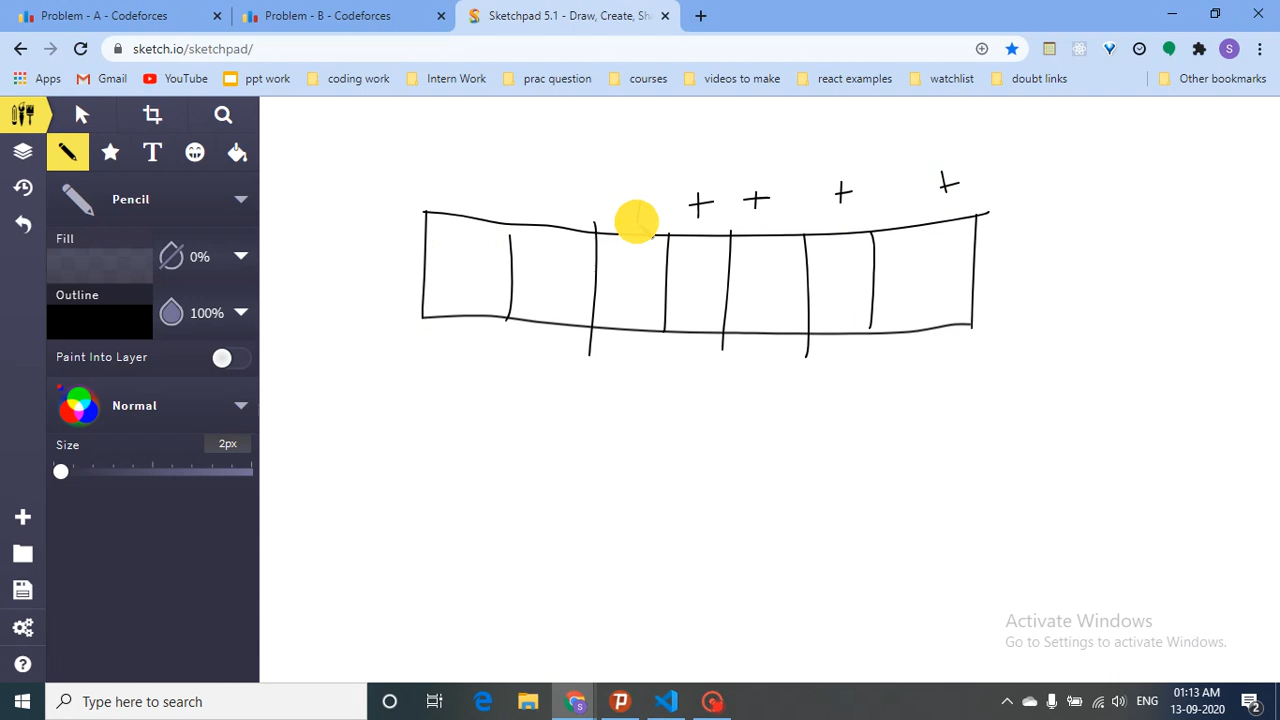 Problem - A - Codeforces
Problem - B - Codeforces
Sketchpad 5.1 - Draw, Create, Sh
sketch.io/sketchpad/
S
Apps
Gmail
YouTube
ppt work
coding work
Intern Work
prac question
courses
videos to make
react examples
watchlist
doubt links
Other bookmarks
T
Pencil
Fill
0%
Outline
100%
Paint Into Layer
Normal
Size
2px
+ + + +
Activate Windows
Go to Settings to activate Windows.
Type here to search
ENG
01:13 AM
13-09-2020
2